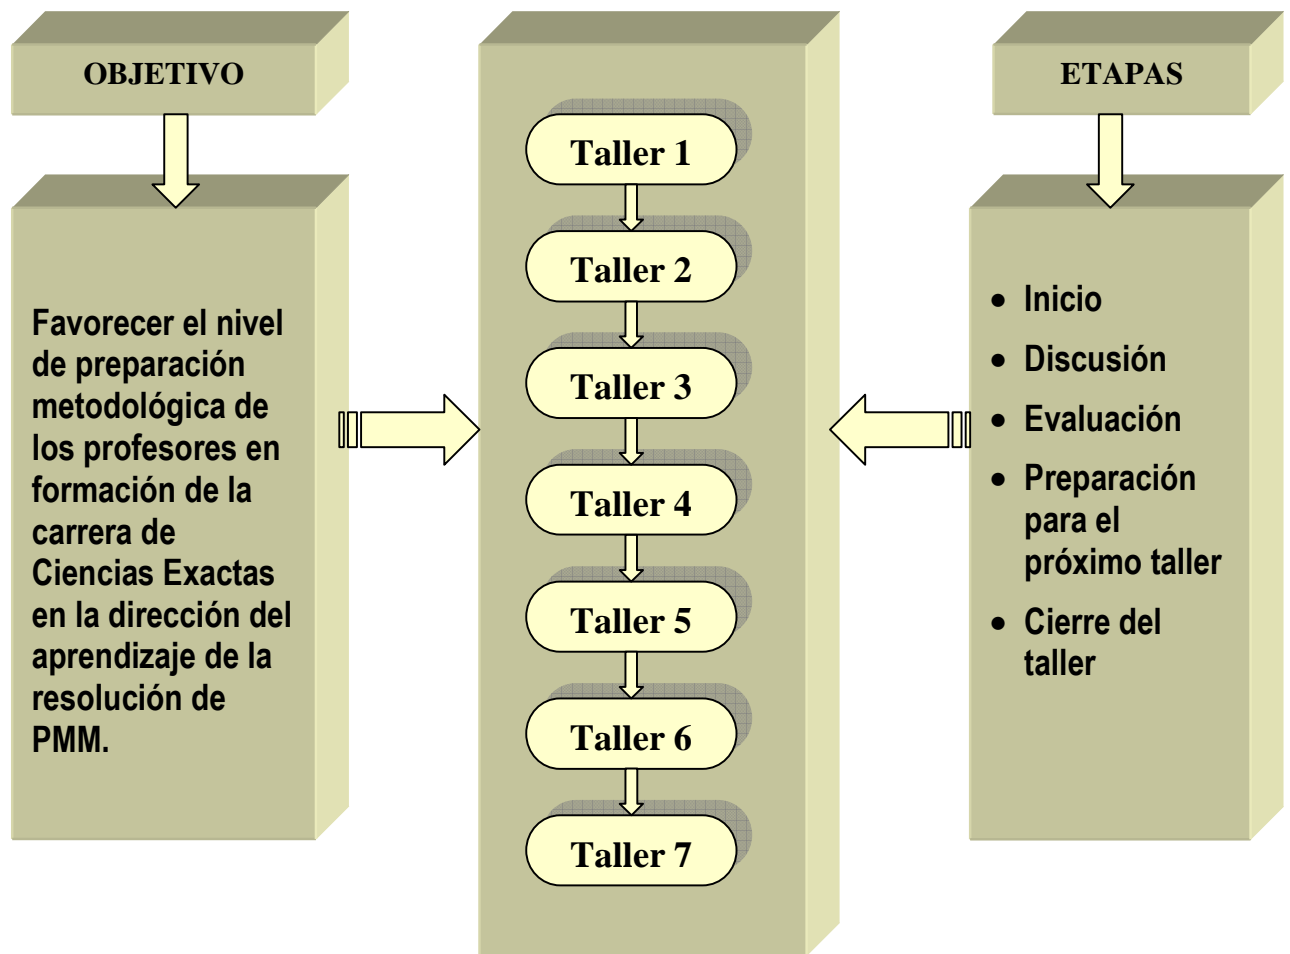 OBJETIVO
Favorecer el nivel
de preparación
metodológica de
los profesores en
formación de la
carrera de
Ciencias Exactas
en la dirección del
aprendizaje de la
resolución de
PMM.
Taller 1
Taller 2
Taller 3
Taller 4
Taller 5
Taller 6
Taller 7
ETAPAS
• Inicio
• Discusión
• Evaluación
• Preparación
para el
próximo taller
• Cierre del
taller